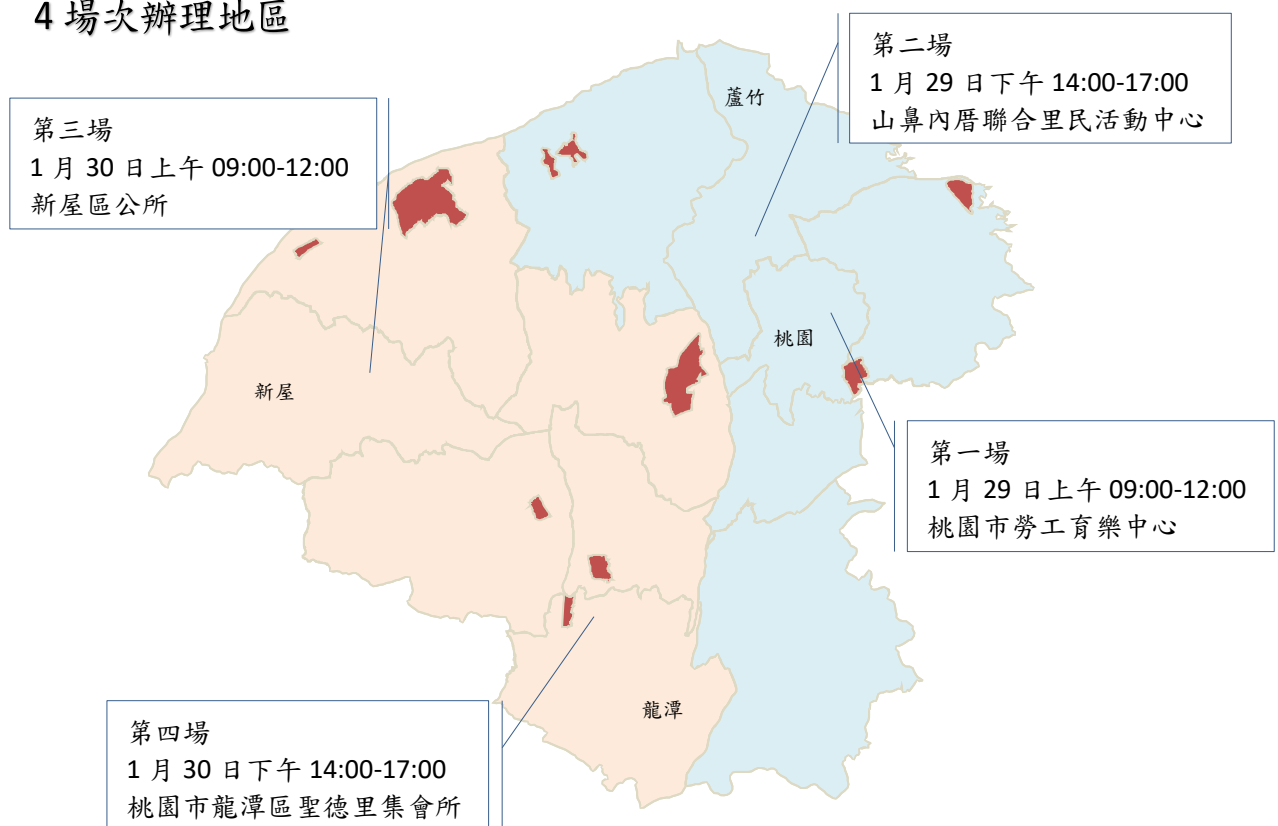 4 場次辦理地區
第二場
1 月 29 日下午 14:00-17:00
山鼻內厝聯合里民活動中心
蘆竹
第三場
1 月 30 日上午 09:00-12:00
新屋區公所
桃園
新屋
第一場
1 月 29 日上午 09:00-12:00
桃園市勞工育樂中心
龍潭
第四場
1 月 30 日下午 14:00-17:00
桃園市龍潭區聖德里集會所